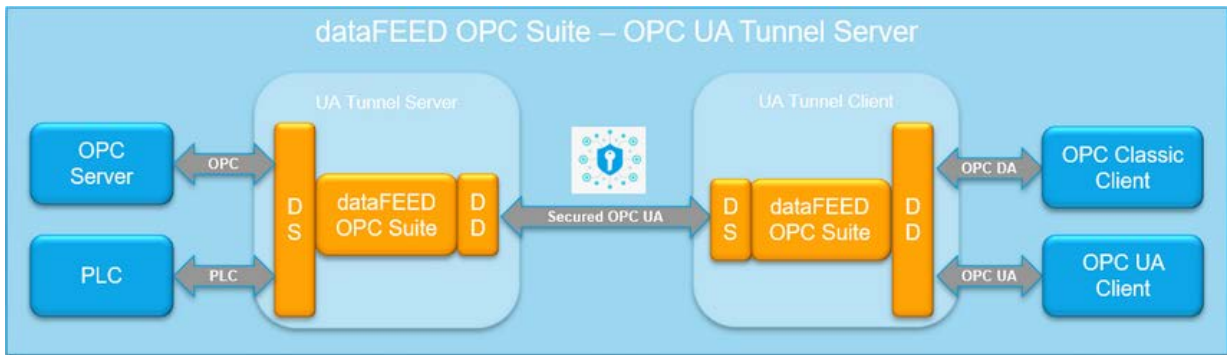 dataFEED OPC Suite – OPC UA Tunnel Server
UA Tunnel Server
UA Tunnel Client
OPC
Server
OPC
PLC
PLC
D
S
dataFEED
OPC Suite
D
D
Secured OPC UA
D
S
dataFEED
OPC Suite
D
D
OPC DA
OPC Classic
Client
OPC UA
OPC UA
Client